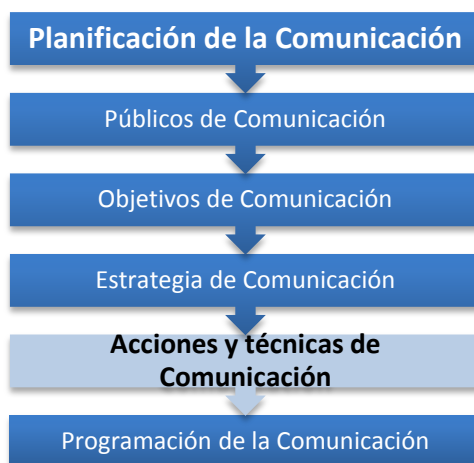 Planificación de la Comunicación
Públicos de Comunicación
Objetivos de Comunicación
Estrategia de Comunicación
Acciones y técnicas de
Comunicación
Programación de la Comunicación